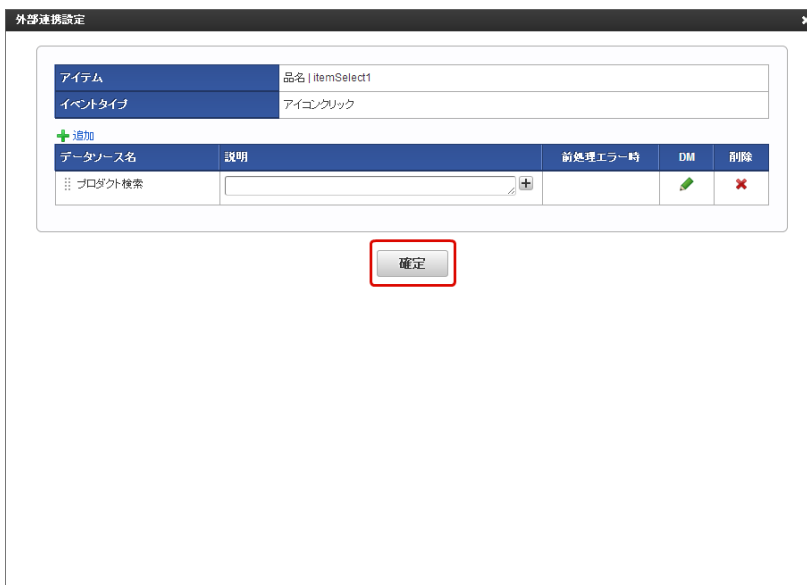 外部連携設定
アイテム 品名 | itemSelect1
イベントタイプ アイコンクリック
追加
データソース名 説明 前処理エラー時 DM 削除
プロダクト検索
確定